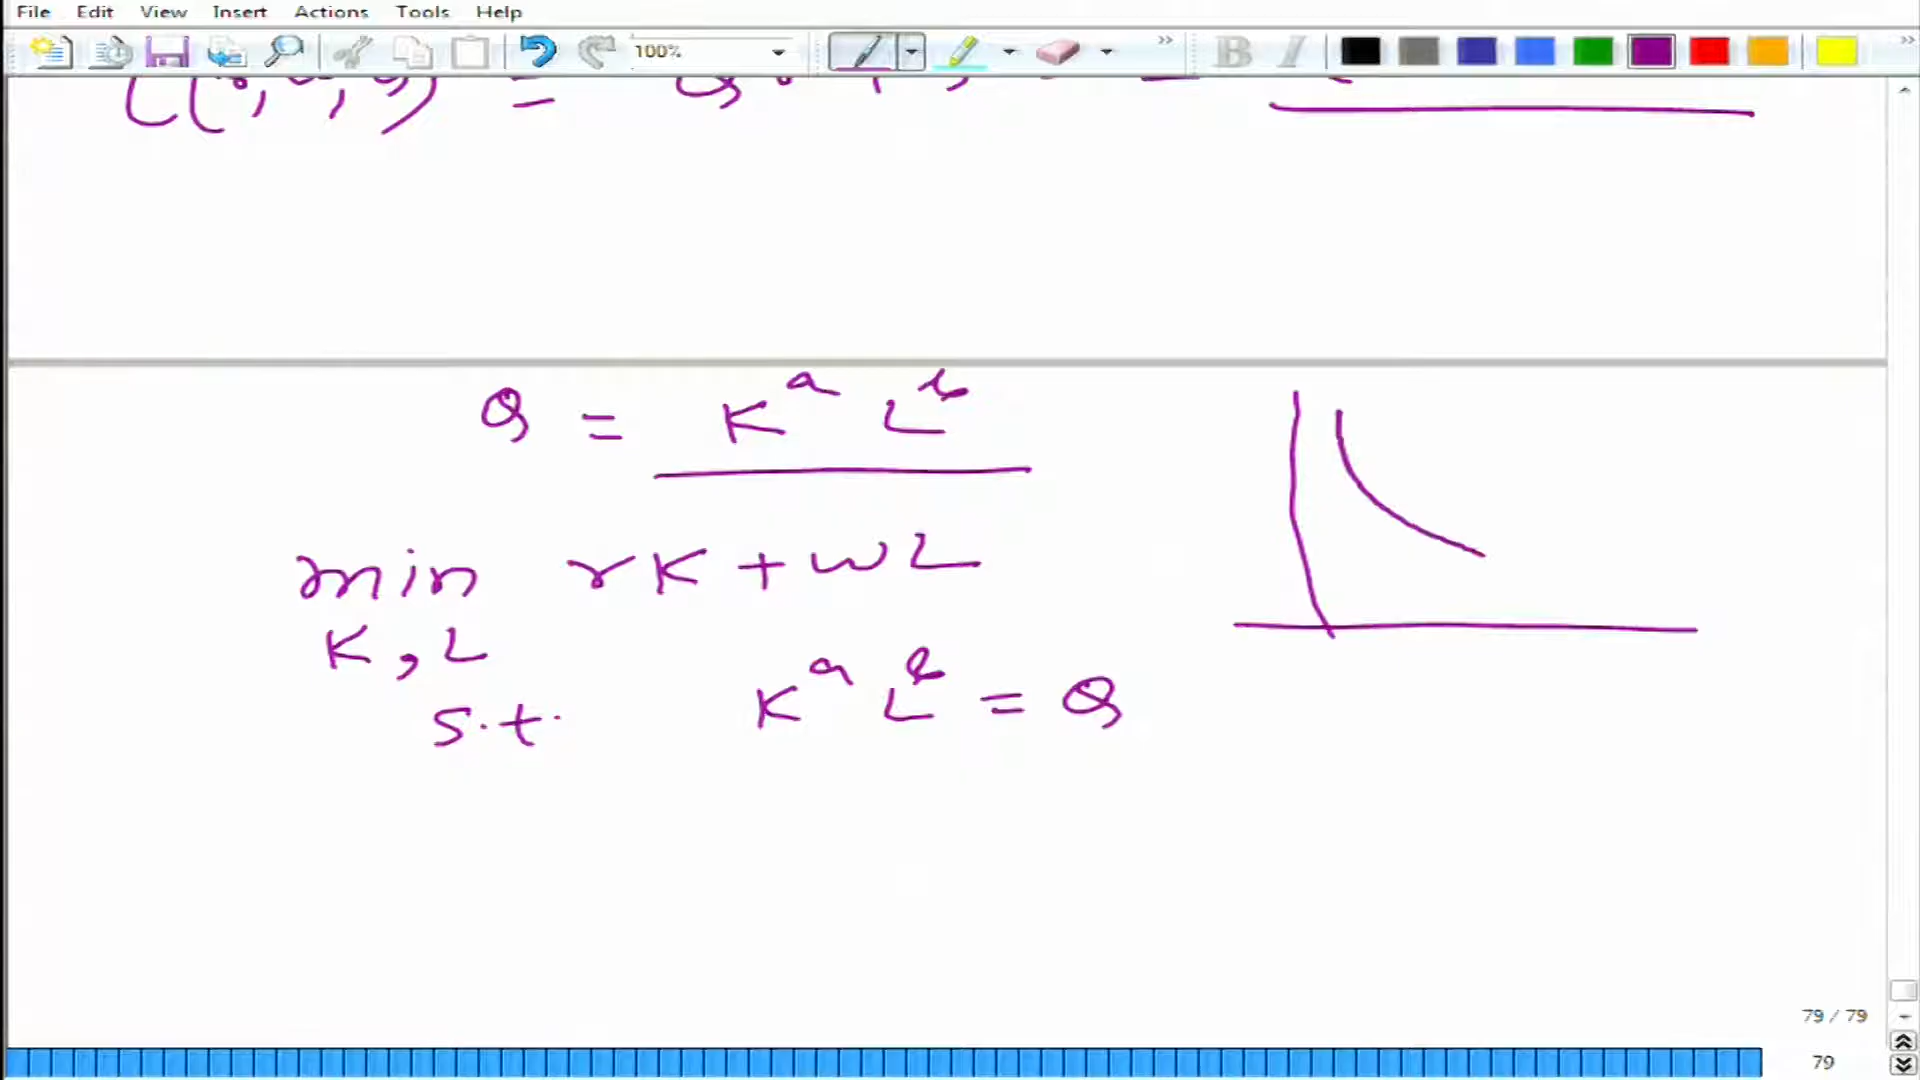 File Edit View Insert Actions Tools Help
100%
B I
Q = K^a L^b
min rK + wL
K, L
s.t. K^a L^b = Q
79 / 79
79